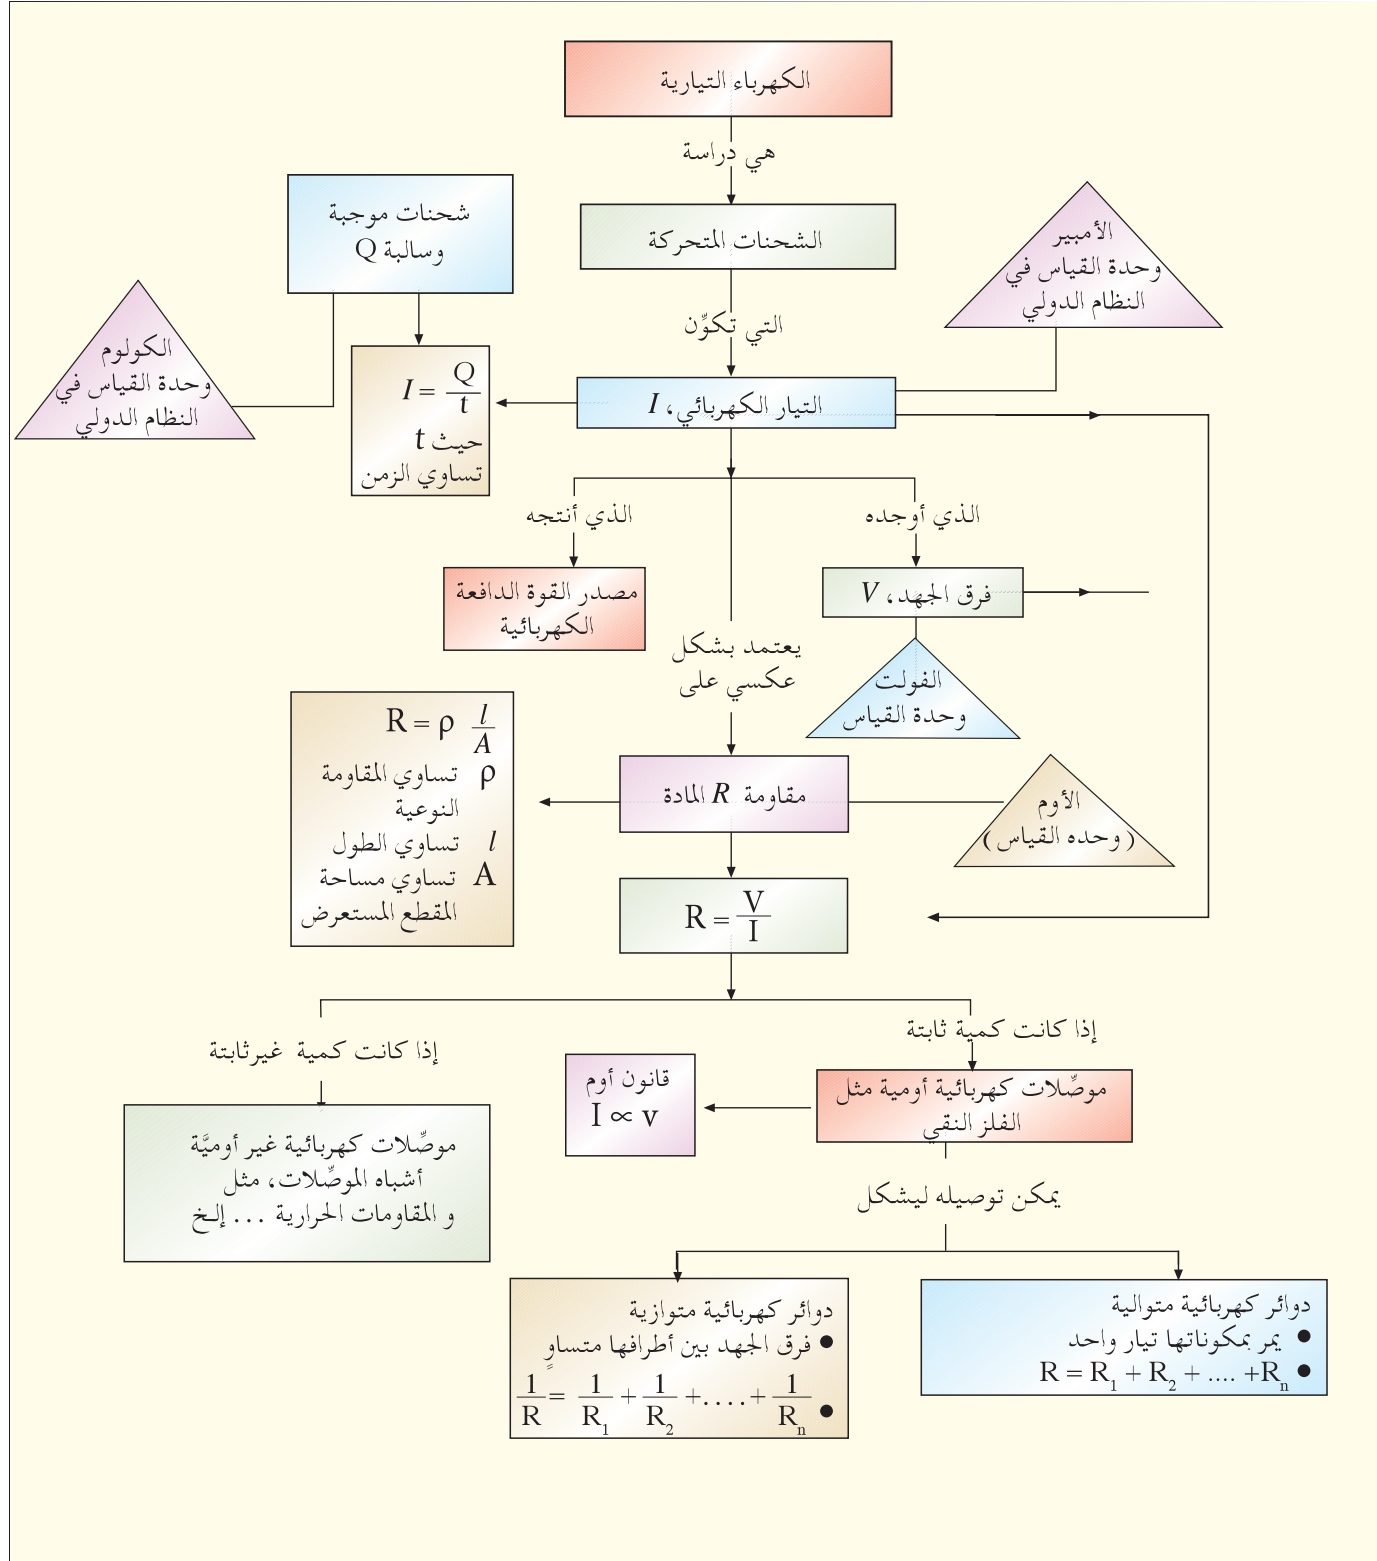 الكهرباء التيارية
هي دراسة
شحنات موجبة
وسالبة Q
الشحنات المتحركة
الأمبير
وحدة القياس في
النظام الدولي
التي تكوِّن
الكولوم
وحدة القياس في
النظام الدولي
I = Q/t
حيث t
تساوي الزمن
التيار الكهربائي، I
الذي أوجده
الذي أنتجه
فرق الجهد، V
مصدر القوة الدافعة
الكهربائية
يعتمد بشكل
عكسي على
الفولت
وحدة القياس
R = ρ l/A
ρ تساوي المقاومة
النوعية
l تساوي الطول
A تساوي مساحة
المقطع المستعرض
مقاومة R المادة
الأوم
(وحده القياس)
R = V/I
إذا كانت كمية ثابتة
إذا كانت كمية غيرثابتة
موصِّلات كهربائية أومية مثل
الفلز النقي
قانون أوم
I ∝ v
موصِّلات كهربائية غير أوميَّة
أشباه الموصِّلات، مثل
و المقاومات الحرارية ... إلخ
يمكن توصيله ليشكل
دوائر كهربائية متوالية
● يمر بمكوناتها تيار واحد
● R = R₁ + R₂ + .... +Rₙ
دوائر كهربائية متوازية
● فرق الجهد بين أطرافها متساوٍ
● 1/R = 1/R₁ + 1/R₂ +....+ 1/Rₙ